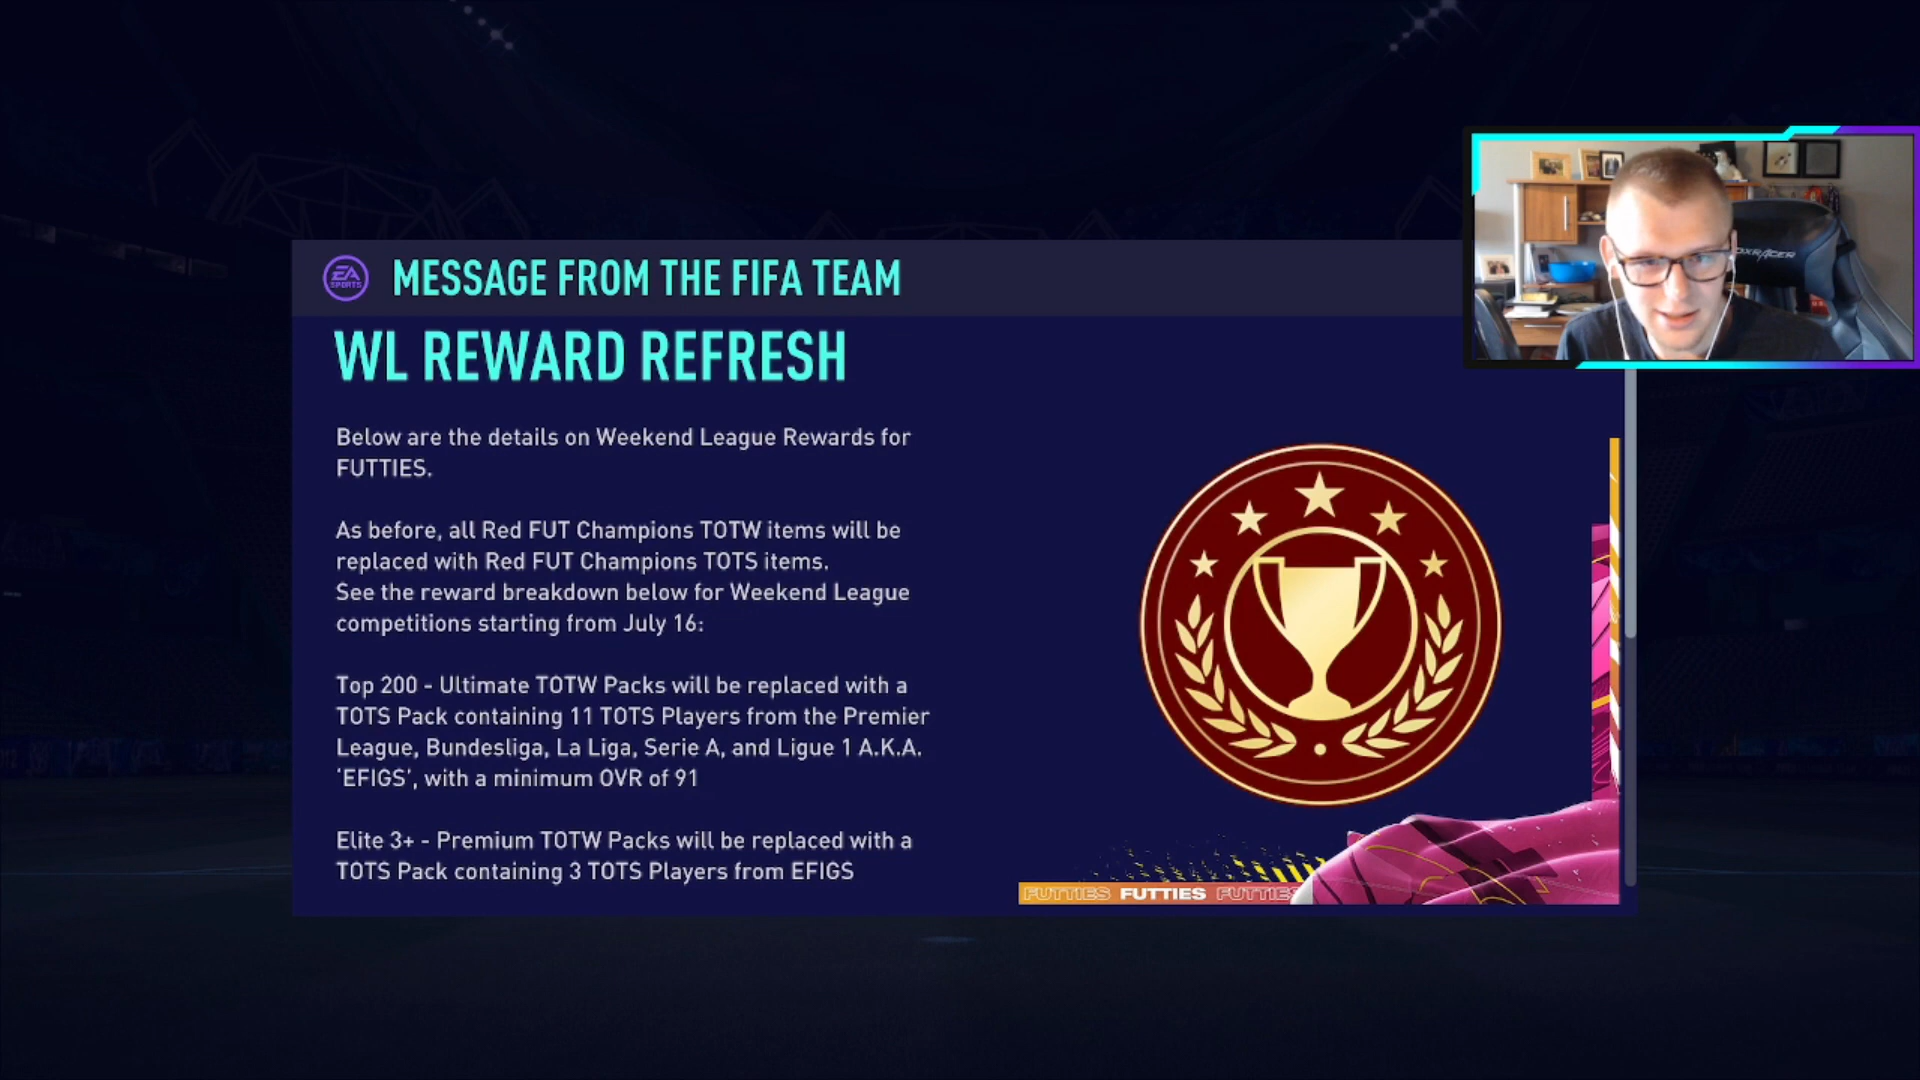 EA
SPORTS
MESSAGE FROM THE FIFA TEAM
WL REWARD REFRESH
Below are the details on Weekend League Rewards for
FUTTIES.
As before, all Red FUT Champions TOTW items will be
replaced with Red FUT Champions TOTS items.
See the reward breakdown below for Weekend League
competitions starting from July 16:
Top 200 - Ultimate TOTW Packs will be replaced with a
TOTS Pack containing 11 TOTS Players from the Premier
League, Bundesliga, La Liga, Serie A, and Ligue 1 A.K.A.
'EFIGS', with a minimum OVR of 91
Elite 3+ - Premium TOTW Packs will be replaced with a
TOTS Pack containing 3 TOTS Players from EFIGS
FUTTIES FUTTIES FUTTIES